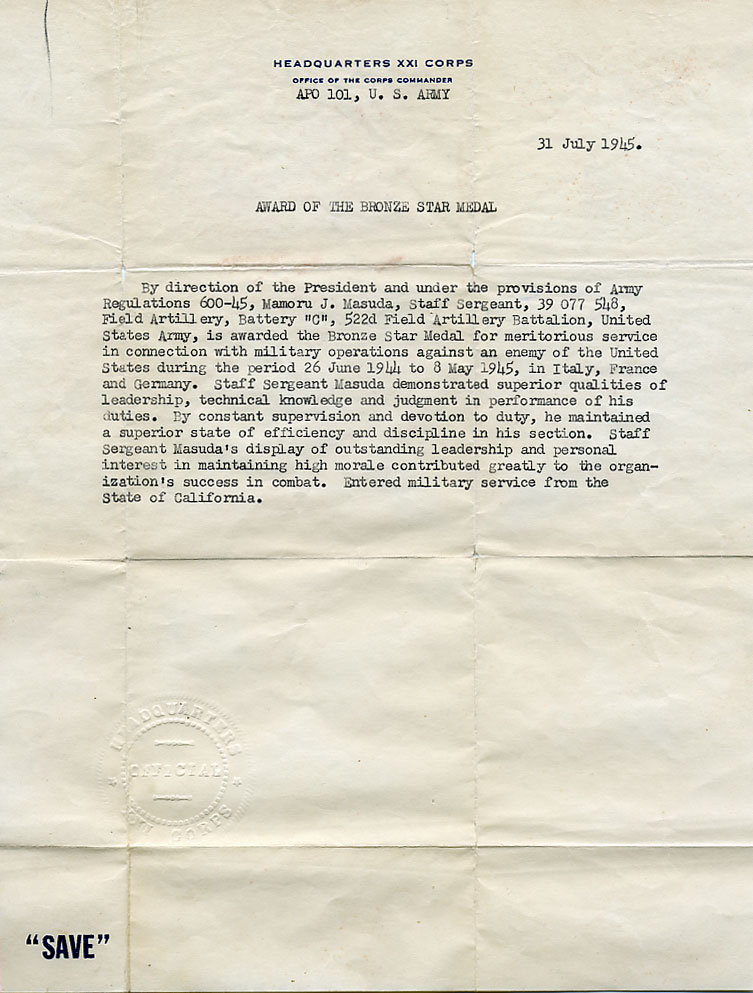 HEADQUARTERS XXI CORPS
OFFICE OF THE CORPS COMMANDER
APO 101, U. S. ARMY
31 July 1945.
AWARD OF THE BRONZE STAR MEDAL
By direction of the President and under the provisions of Army
Regulations 600-45, Mamoru J. Masuda, Staff Sergeant, 39 077 548,
Field Artillery, Battery "C", 522d Field Artillery Battalion, United
States Army, is awarded the Bronze Star Medal for meritorious service
in connection with military operations against an enemy of the United
States during the period 26 June 1944 to 8 May 1945, in Italy, France
and Germany. Staff Sergeant Masuda demonstrated superior qualities of
leadership, technical knowledge and judgment in performance of his
duties. By constant supervision and devotion to duty, he maintained
a superior state of efficiency and discipline in his section. Staff
Sergeant Masuda's display of outstanding leadership and personal
interest in maintaining high morale contributed greatly to the organ-
ization's success in combat. Entered military service from the
State of California.
HEADQUARTERS
OFFICIAL
XXI CORPS
"SAVE"